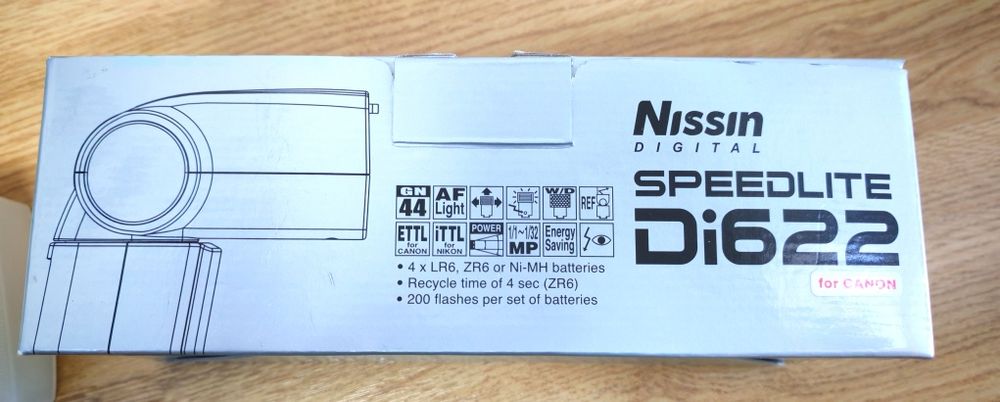 Nissin
DIGITAL
SPEEDLITE
Di622
for CANON
GN 44 AF Light W/D REF
ETTL for CANON iTTL for NIKON POWER 1/1~1/32 MP Energy Saving
• 4 x LR6, ZR6 or Ni-MH batteries
• Recycle time of 4 sec (ZR6)
• 200 flashes per set of batteries